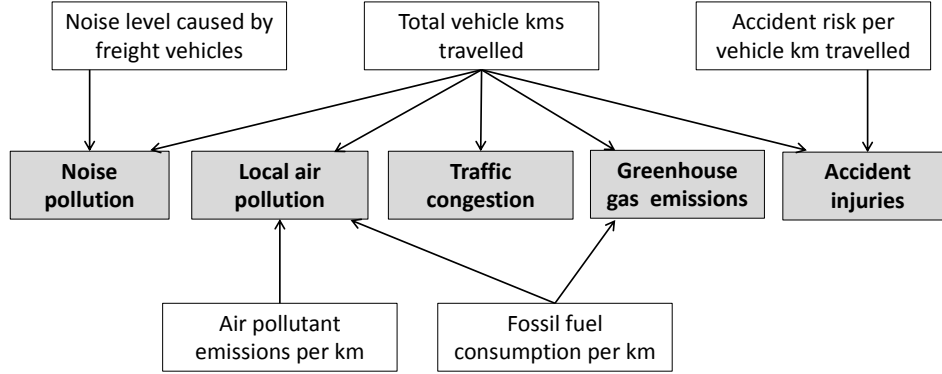 Noise level caused by
freight vehicles
Total vehicle kms
travelled
Accident risk per
vehicle km travelled
Noise
pollution
Local air
pollution
Traffic
congestion
Greenhouse
gas emissions
Accident
injuries
Air pollutant
emissions per km
Fossil fuel
consumption per km